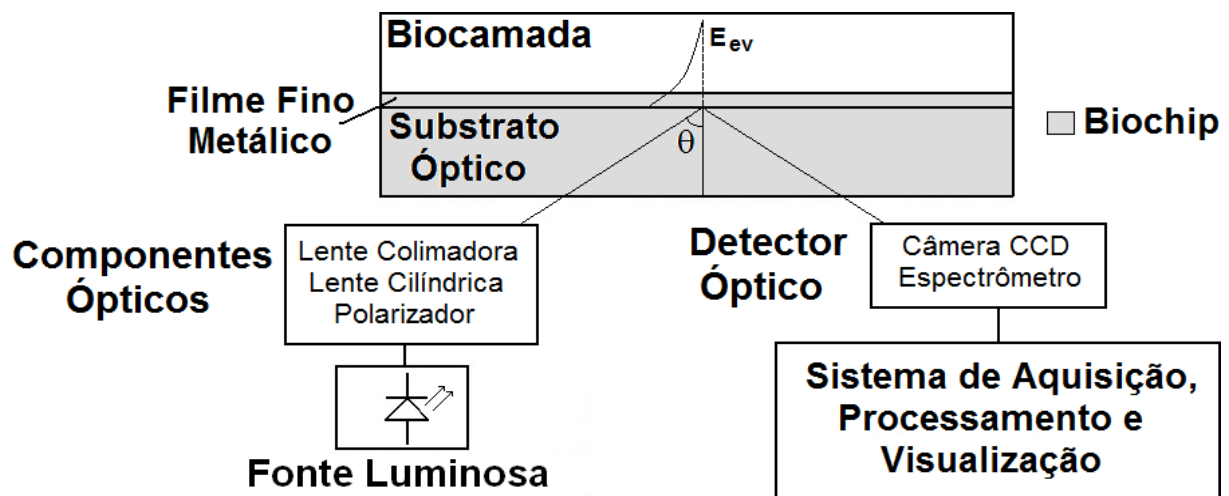 Biocamada
E ev
Filme Fino
Metálico
Substrato
Óptico
θ
Biochip
Componentes
Ópticos
Lente Colimadora
Lente Cilíndrica
Polarizador
Detector
Óptico
Câmera CCD
Espectrômetro
Fonte Luminosa
Sistema de Aquisição,
Processamento e
Visualização